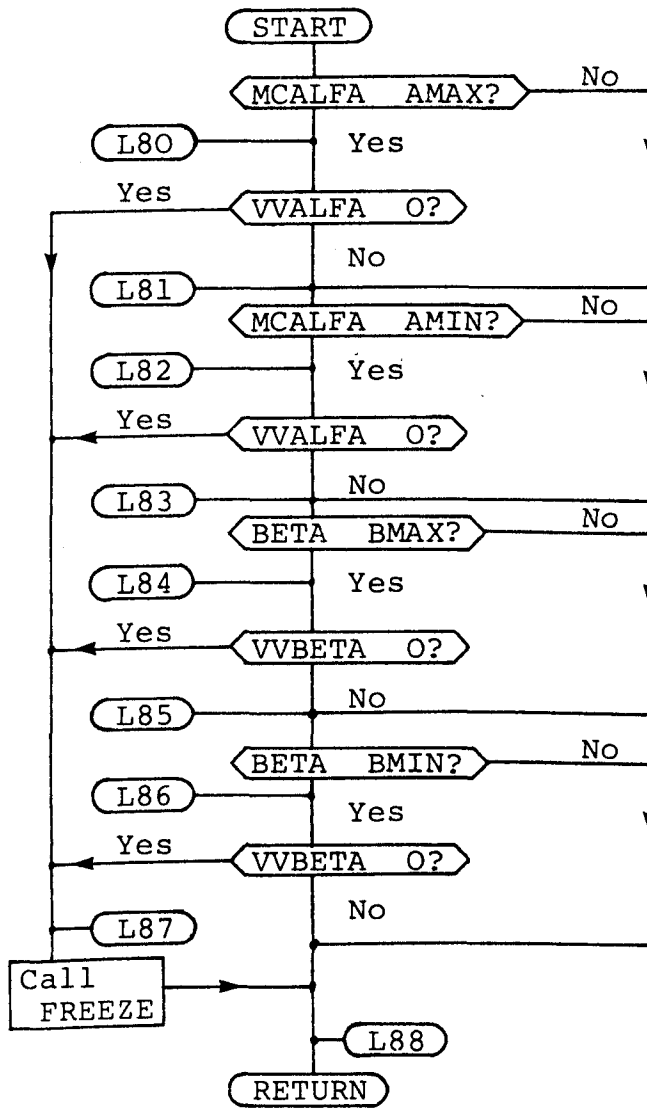 START
MCALFA AMAX? No
L80 Yes
Yes VVALFA O?
No
L81
MCALFA AMIN? No
L82 Yes
Yes VVALFA O?
L83 No
BETA BMAX? No
L84 Yes
Yes VVBETA O?
L85 No
BETA BMIN? No
L86 Yes
Yes VVBETA O?
L87 No
Call
FREEZE
L88
RETURN